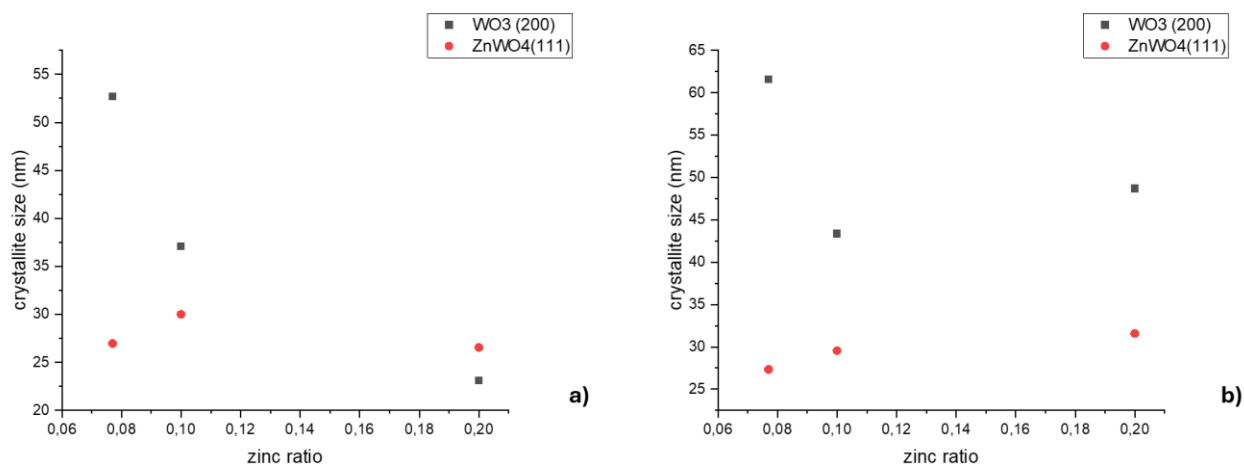 WO3 (200)
ZnWO4(111)
crystallite size (nm)
55
50
45
40
35
30
25
20
0,06 0,08 0,10 0,12 0,14 0,16 0,18 0,20
zinc ratio
a)
WO3 (200)
ZnWO4(111)
crystallite size (nm)
65
60
55
50
45
40
35
30
25
0,06 0,08 0,10 0,12 0,14 0,16 0,18 0,20
zinc ratio
b)